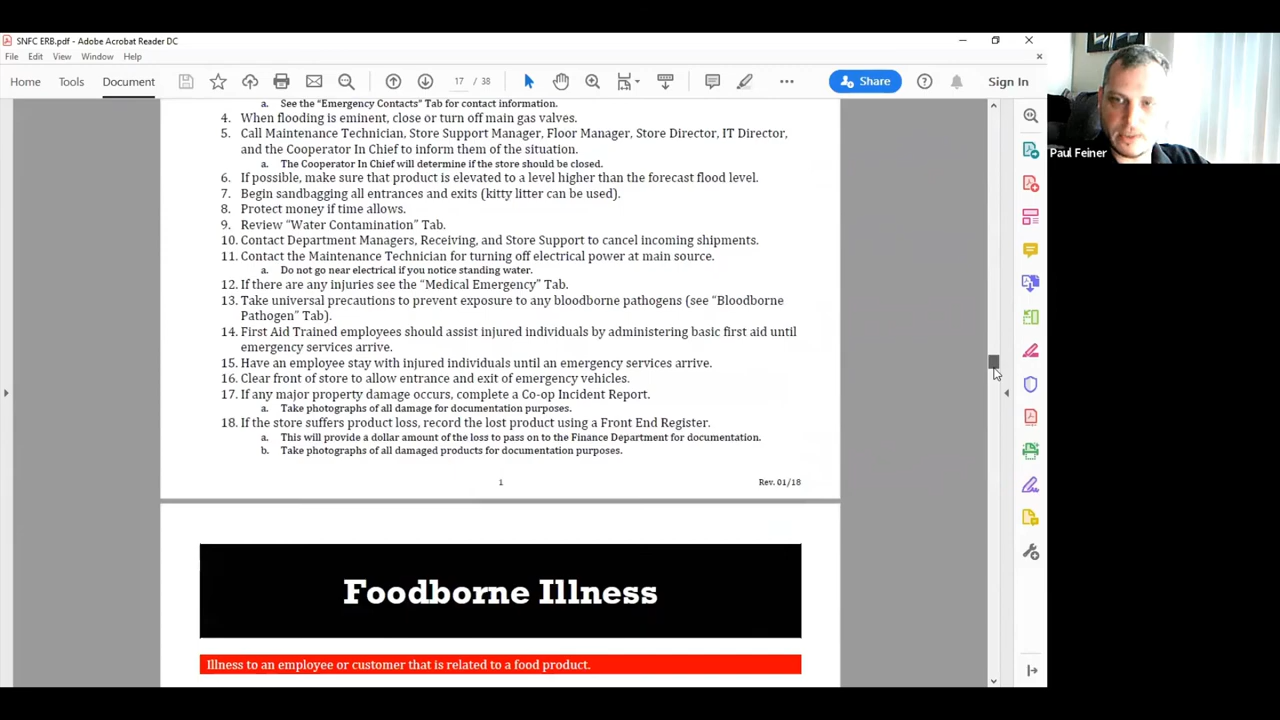 SNFC ERB.pdf - Adobe Acrobat Reader DC
File Edit View Window Help
Home Tools Document 17 / 38 Share Sign In
a. See the “Emergency Contacts” Tab for contact information.
4. When flooding is eminent, close or turn off main gas valves.
5. Call Maintenance Technician, Store Support Manager, Floor Manager, Store Director, IT Director,
and the Cooperator In Chief to inform them of the situation.
a. The Cooperator In Chief will determine if the store should be closed.
6. If possible, make sure that product is elevated to a level higher than the forecast flood level.
7. Begin sandbagging all entrances and exits (kitty litter can be used).
8. Protect money if time allows.
9. Review “Water Contamination” Tab.
10. Contact Department Managers, Receiving, and Store Support to cancel incoming shipments.
11. Contact the Maintenance Technician for turning off electrical power at main source.
a. Do not go near electrical if you notice standing water.
12. If there are any injuries see the “Medical Emergency” Tab.
13. Take universal precautions to prevent exposure to any bloodborne pathogens (see “Bloodborne
Pathogen” Tab).
14. First Aid Trained employees should assist injured individuals by administering basic first aid until
emergency services arrive.
15. Have an employee stay with injured individuals until an emergency services arrive.
16. Clear front of store to allow entrance and exit of emergency vehicles.
17. If any major property damage occurs, complete a Co-op Incident Report.
a. Take photographs of all damage for documentation purposes.
18. If the store suffers product loss, record the lost product using a Front End Register.
a. This will provide a dollar amount of the loss to pass on to the Finance Department for documentation.
b. Take photographs of all damaged products for documentation purposes.
1 Rev. 01/18
Foodborne Illness
Illness to an employee or customer that is related to a food product.
Paul Feiner